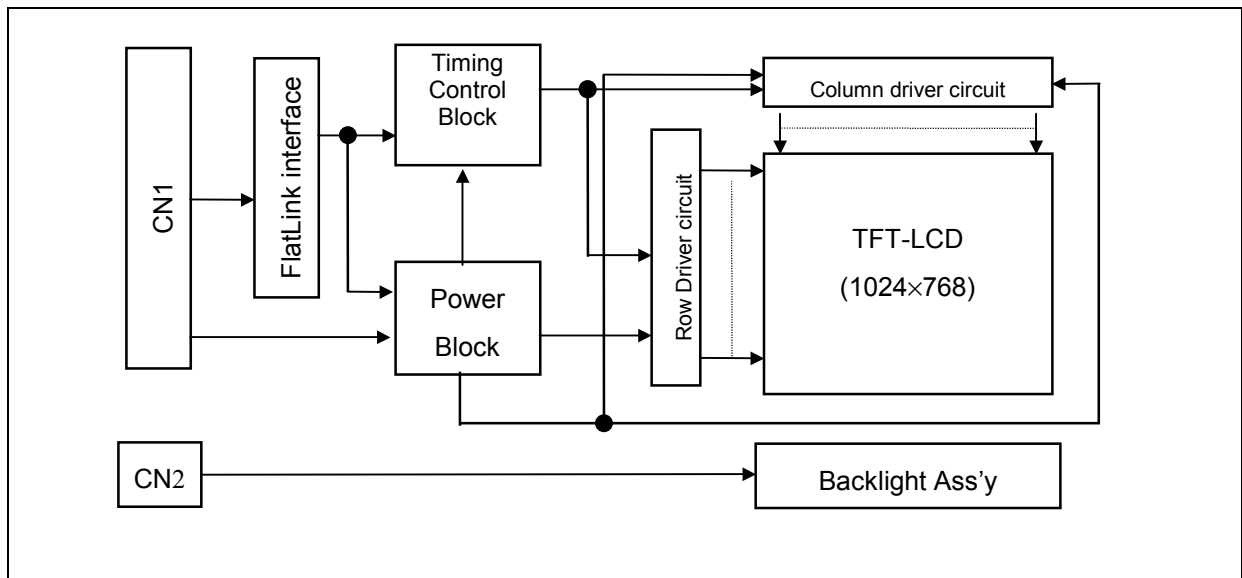 CN1
FlatLink interface
Timing
Control
Block
Power
Block
Row Driver circuit
Column driver circuit
TFT-LCD
(1024×768)
CN2
Backlight Ass’y